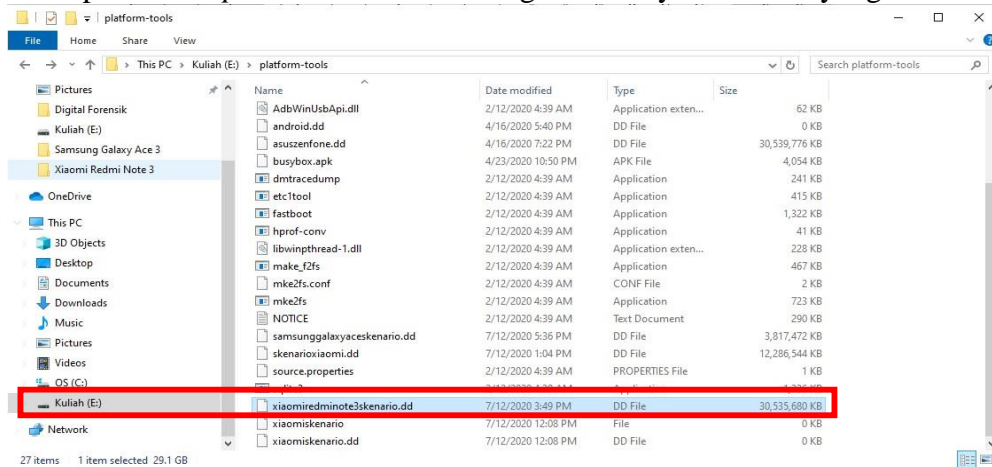 platform-tools
File Home Share View
This PC > Kuliah (E:) > platform-tools
Search platform-tools
Name Date modified Type Size
Pictures
Digital Forensik
Kuliah (E:)
Samsung Galaxy Ace 3
Xiaomi Redmi Note 3
OneDrive
This PC
3D Objects
Desktop
Documents
Downloads
Music
Pictures
Videos
OS (C:)
Kuliah (E:)
Network
AdbWinUsbApi.dll 2/12/2020 4:39 AM Application exten... 62 KB
android.dd 4/16/2020 5:40 PM DD File 0 KB
asuszenfone.dd 4/16/2020 7:22 PM DD File 30,539,776 KB
busybox.apk 4/23/2020 10:50 PM APK File 4,054 KB
dmtracedump 2/12/2020 4:39 AM Application 241 KB
etc1tool 2/12/2020 4:39 AM Application 415 KB
fastboot 2/12/2020 4:39 AM Application 1,322 KB
hprof-conv 2/12/2020 4:39 AM Application 41 KB
libwinpthread-1.dll 2/12/2020 4:39 AM Application exten... 228 KB
make_f2fs 2/12/2020 4:39 AM Application 467 KB
mke2fs.conf 2/12/2020 4:39 AM CONF File 2 KB
mke2fs 2/12/2020 4:39 AM Application 723 KB
NOTICE 2/12/2020 4:39 AM Text Document 290 KB
samsunggalaxyaceskenario.dd 7/12/2020 5:36 PM DD File 3,817,472 KB
skenarioxiaomi.dd 7/12/2020 1:04 PM DD File 12,286,544 KB
source.properties 2/12/2020 4:39 AM PROPERTIES File 1 KB
xiaomiredminote3skenario.dd 7/12/2020 3:49 PM DD File 30,535,680 KB
xiaomiskenario 7/12/2020 12:08 PM File 0 KB
xiaomiskenario.dd 7/12/2020 12:08 PM DD File 0 KB
27 items 1 item selected 29.1 GB